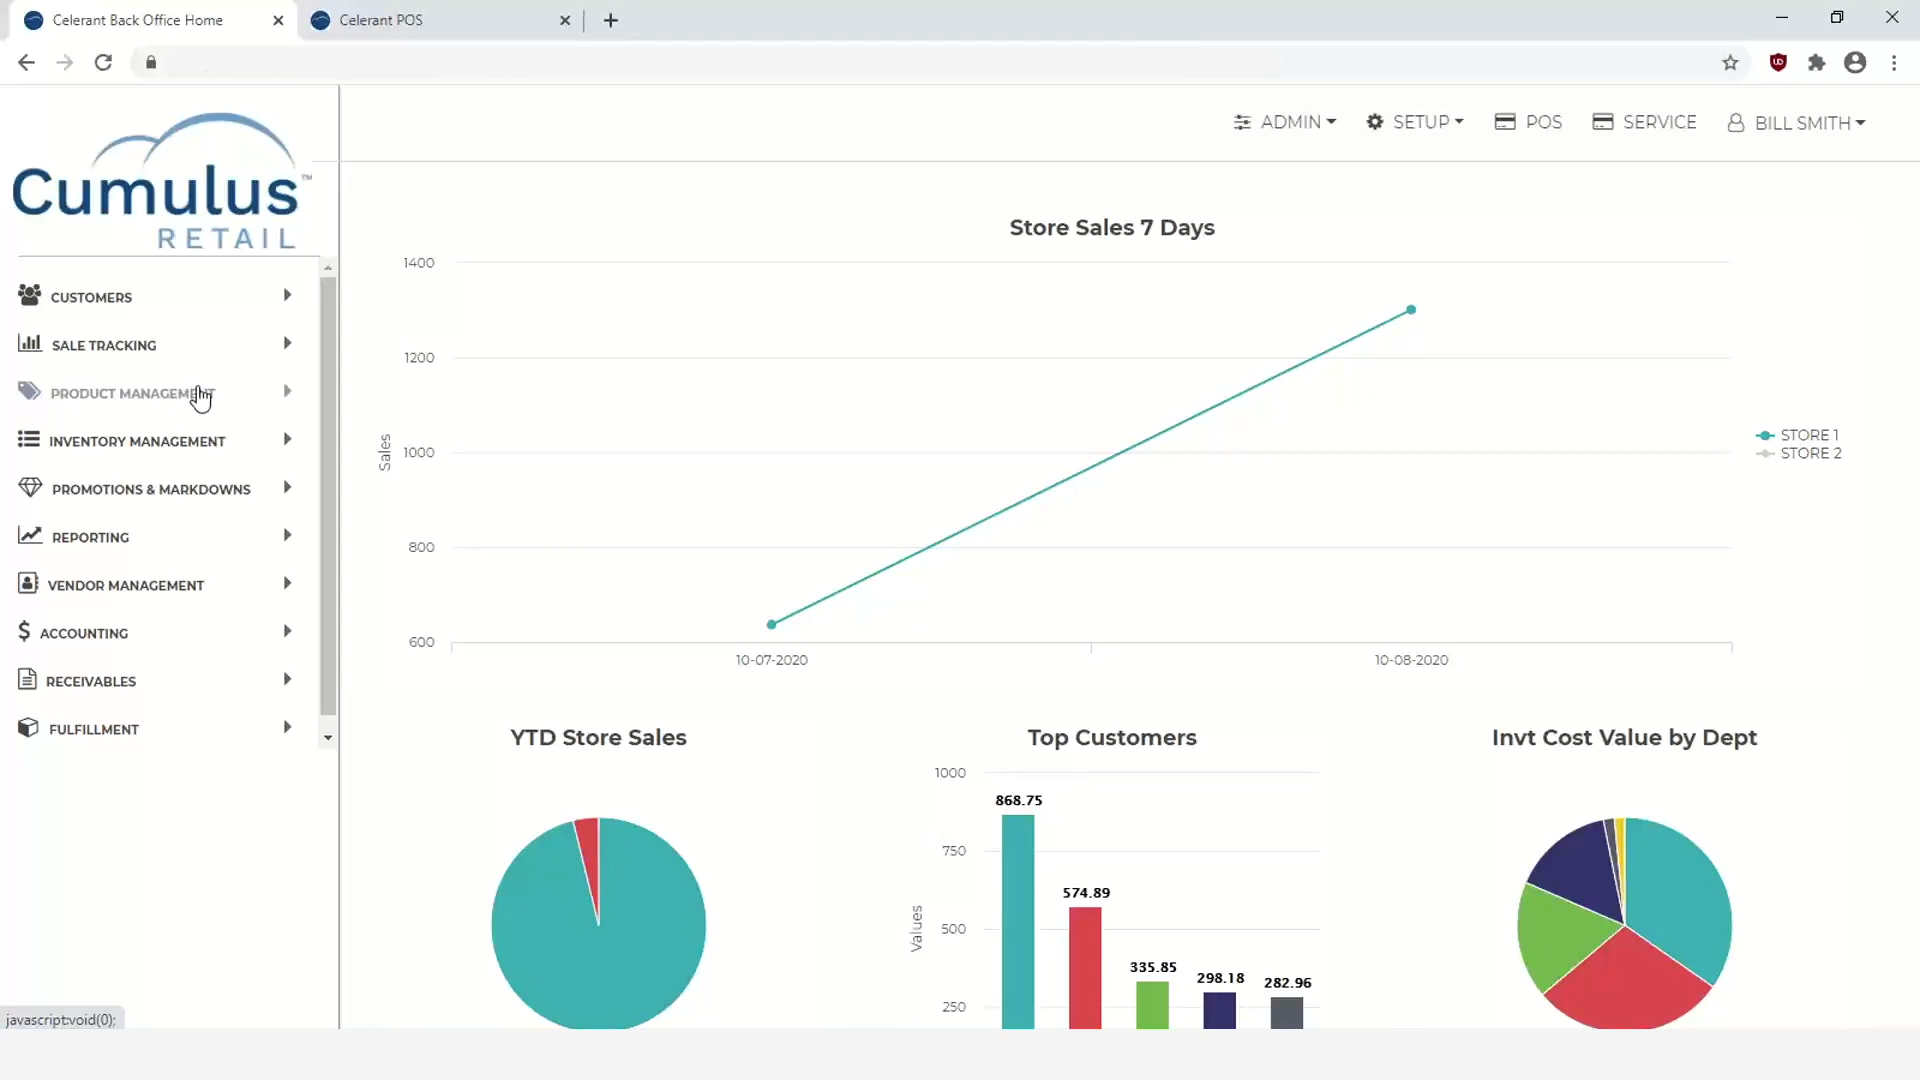 Celerant Back Office Home
Celerant POS
Cumulus™
RETAIL
ADMIN
SETUP
POS
SERVICE
BILL SMITH
CUSTOMERS
SALE TRACKING
PRODUCT MANAGEMENT
INVENTORY MANAGEMENT
PROMOTIONS & MARKDOWNS
REPORTING
VENDOR MANAGEMENT
$ ACCOUNTING
RECEIVABLES
FULFILLMENT
Store Sales 7 Days
1400
1200
1000
800
600
Sales
10-07-2020
10-08-2020
STORE 1
STORE 2
YTD Store Sales
Top Customers
1000
750
500
250
Values
868.75
574.89
335.85
298.18
282.96
Invt Cost Value by Dept
javascript:void(0);